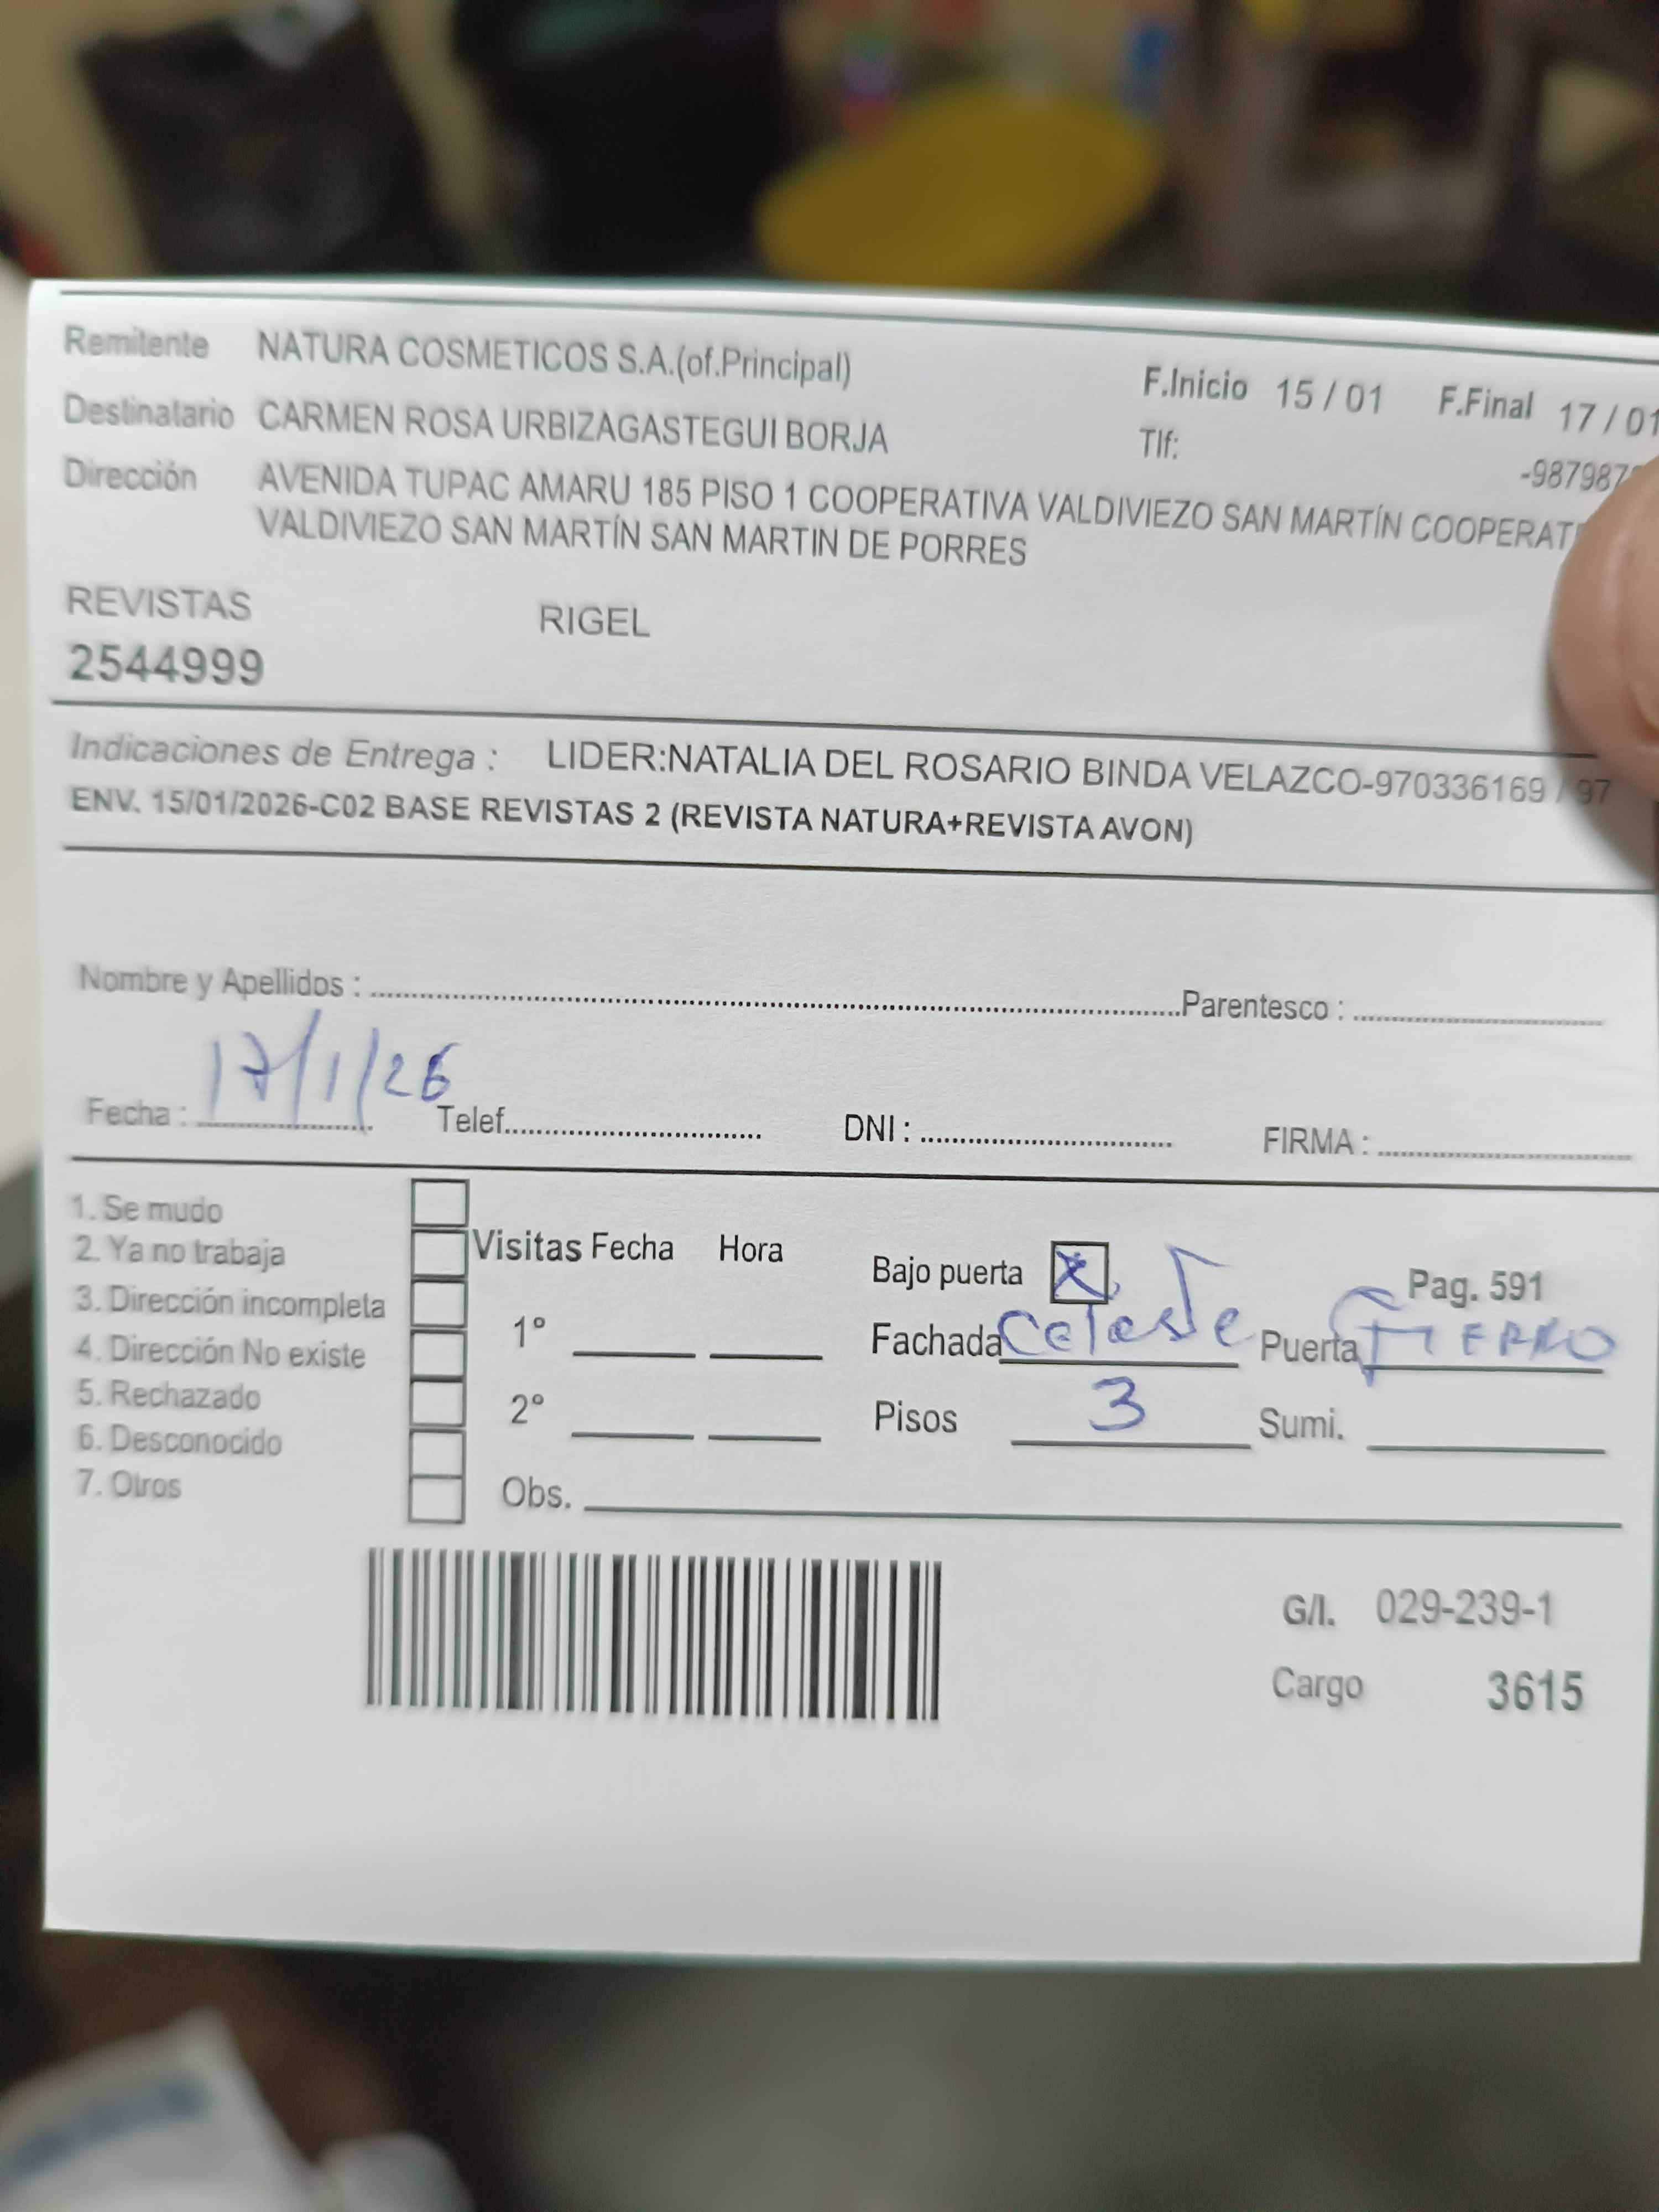 Remitente NATURA COSMETICOS S.A.(of.Principal) F.Inicio 15 / 01 F.Final 17 / 01
Destinatario CARMEN ROSA URBIZAGASTEGUI BORJA Tlf:
-987987
Dirección AVENIDA TUPAC AMARU 185 PISO 1 COOPERATIVA VALDIVIEZO SAN MARTÍN COOPERAT
VALDIVIEZO SAN MARTÍN SAN MARTIN DE PORRES
REVISTAS RIGEL
2544999
Indicaciones de Entrega : LIDER:NATALIA DEL ROSARIO BINDA VELAZCO-970336169 / 97
ENV. 15/01/2026-C02 BASE REVISTAS 2 (REVISTA NATURA+REVISTA AVON)
Nombre y Apellidos : Parentesco :
Fecha : 17/1/26 Telef. DNI : FIRMA :
1. Se mudo
2. Ya no trabaja Visitas Fecha Hora Bajo puerta X Pag. 591
3. Dirección incompleta
4. Dirección No existe 1° Fachada Celeste Puerta FIERRO
5. Rechazado 2° Pisos 3 Sumi.
6. Desconocido
7. Otros Obs.
G/I. 029-239-1
Cargo 3615